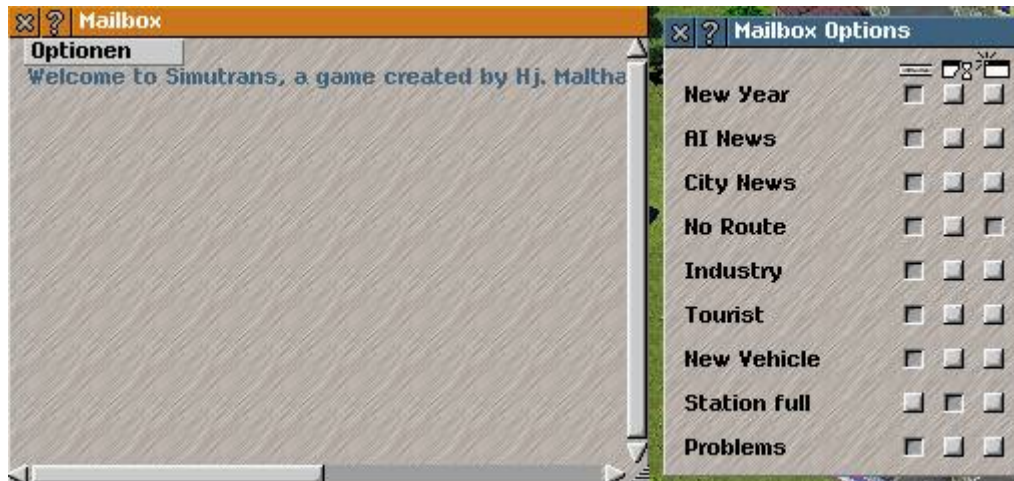 Mailbox
Optionen
Welcome to Simutrans, a game created by Hj. Maltha
Mailbox Options
New Year
AI News
City News
No Route
Industry
Tourist
New Vehicle
Station full
Problems